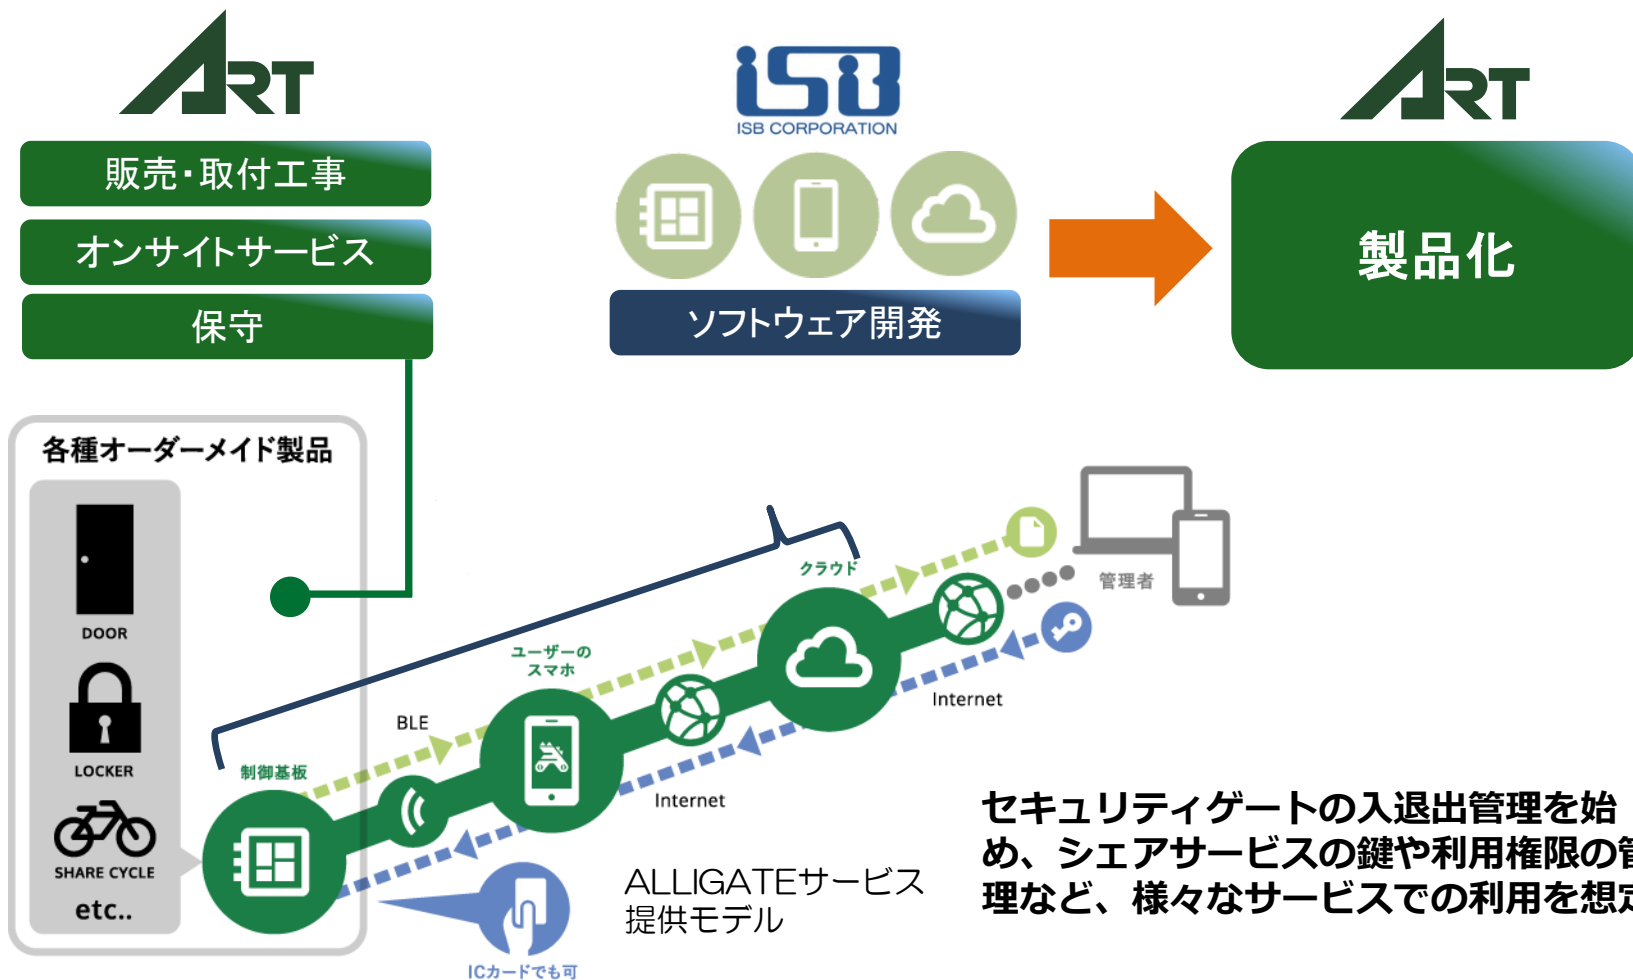 ART
販売・取付工事
オンサイトサービス
保守
iSB
ISB CORPORATION
ソフトウェア開発
ART
製品化
各種オーダーメイド製品
DOOR
LOCKER
SHARE CYCLE
etc..
制御基板
BLE
ユーザーの
スマホ
Internet
クラウド
Internet
管理者
ICカードでも可
ALLIGATEサービス
提供モデル
セキュリティゲートの入退出管理を始
め、シェアサービスの鍵や利用権限の管
理など、様々なサービスでの利用を想定